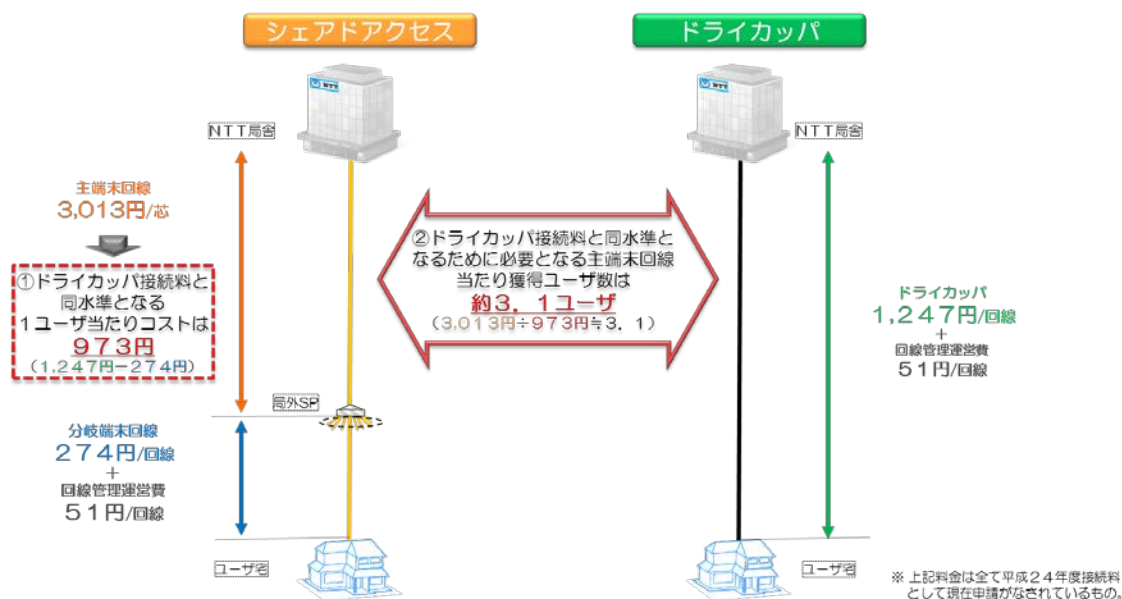 シェアドアクセス
ドライカッパ
NTT
NTT
NTT局舎
NTT局舎
主端末回線
3,013円/芯
①ドライカッパ接続料と
同水準となる
1ユーザ当たりコストは
973円
(1,247円-274円)
②ドライカッパ接続料と同水準と
なるために必要となる主端末回線
当たり獲得ユーザ数は
約3.1ユーザ
(3,013円÷973円≒3.1)
ドライカッパ
1,247円/回線
+
回線管理運営費
51円/回線
局外SP
分岐端末回線
274円/回線
+
回線管理運営費
51円/回線
ユーザ宅
ユーザ宅
※ 上記料金は全て平成24年度接続料
として現在申請がなされているもの。